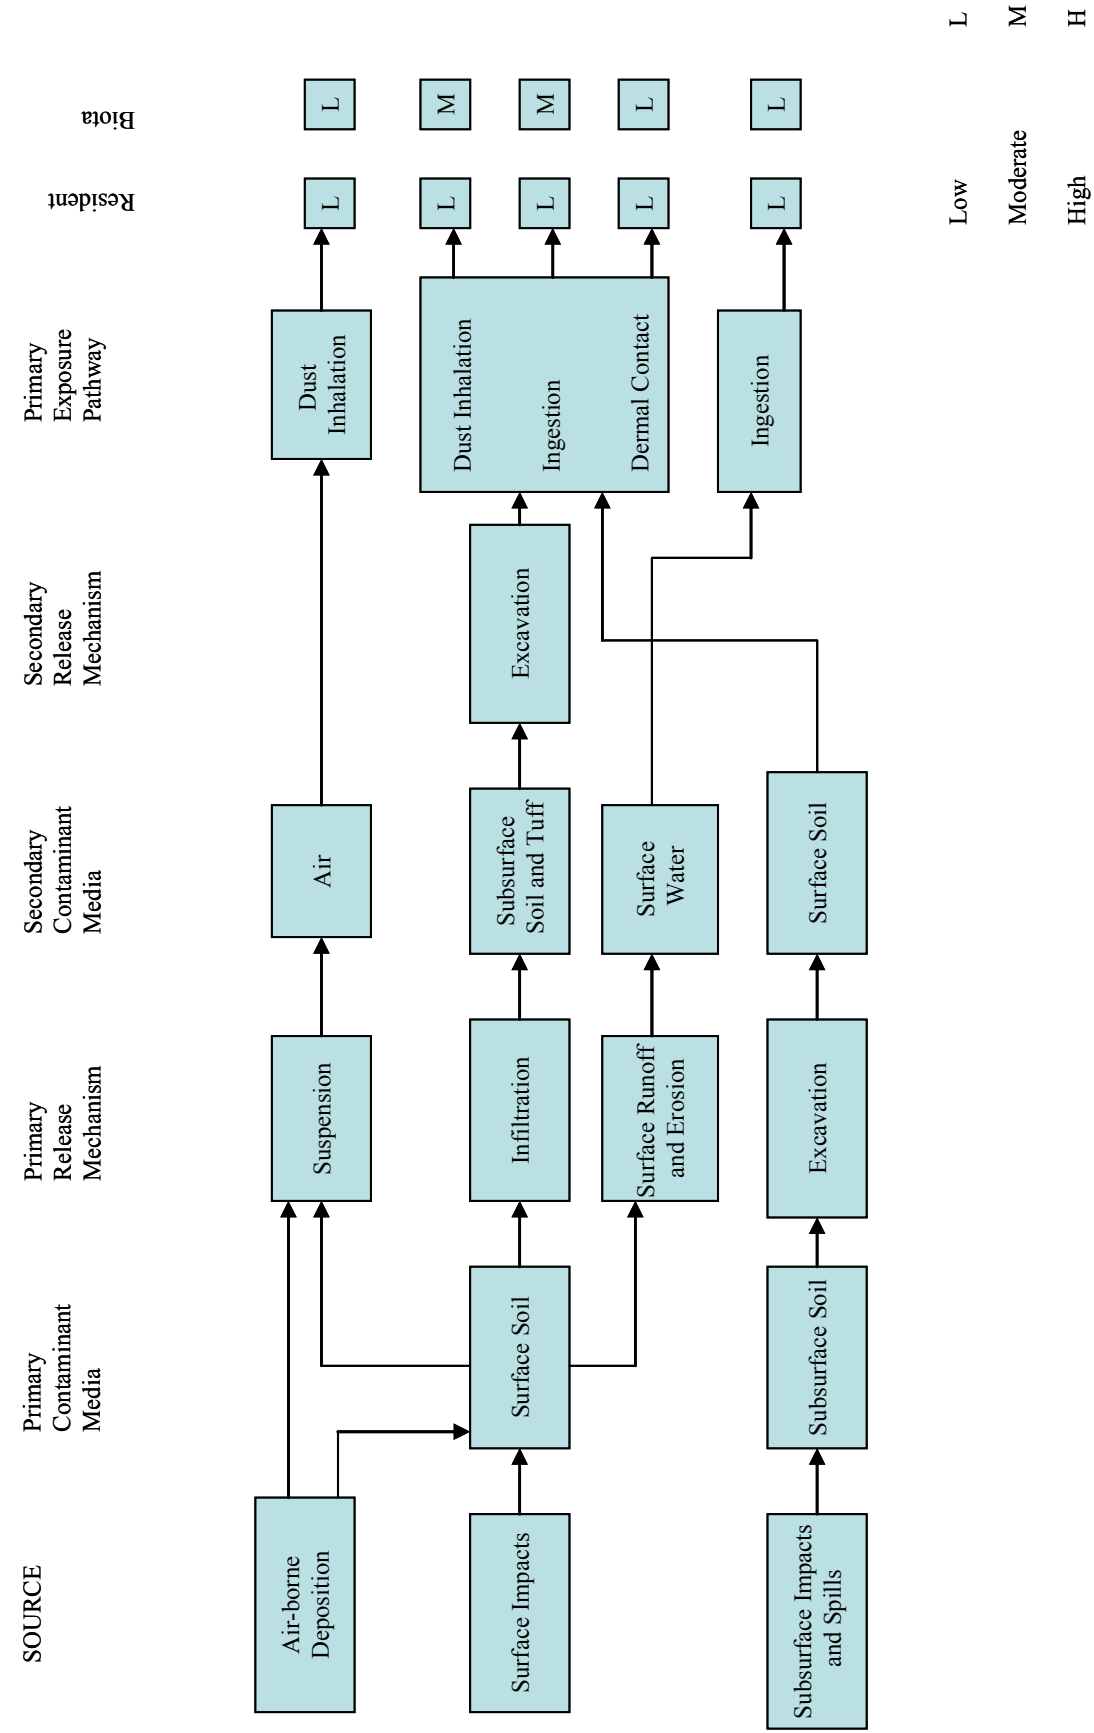 SOURCE
Primary
Contaminant
Media
Primary
Release
Mechanism
Secondary
Contaminant
Media
Secondary
Release
Mechanism
Primary
Exposure
Pathway
Resident
Biota
Air-borne
Deposition
Suspension
Air
Dust
Inhalation
L
L
Surface Impacts
Surface Soil
Infiltration
Subsurface
Soil and Tuff
Excavation
Dust Inhalation
L
M
Ingestion
L
M
Dermal Contact
L
L
Surface Runoff
and Erosion
Surface
Water
Ingestion
L
L
Subsurface Impacts
and Spills
Subsurface Soil
Excavation
Surface Soil
Low L
Moderate M
High H